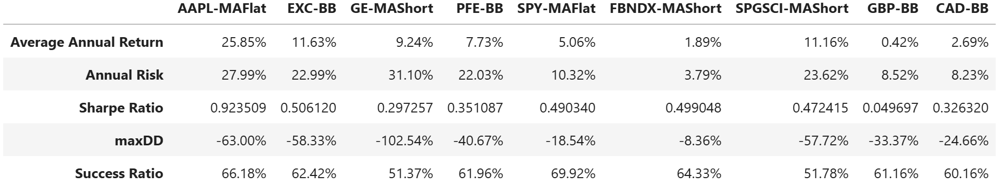 AAPL-MAFlat EXC-BB GE-MAShort PFE-BB SPY-MAFlat FBNDX-MAShort SPGSCI-MAShort GBP-BB CAD-BB
Average Annual Return 25.85% 11.63% 9.24% 7.73% 5.06% 1.89% 11.16% 0.42% 2.69%
Annual Risk 27.99% 22.99% 31.10% 22.03% 10.32% 3.79% 23.62% 8.52% 8.23%
Sharpe Ratio 0.923509 0.506120 0.297257 0.351087 0.490340 0.499048 0.472415 0.049697 0.326320
maxDD -63.00% -58.33% -102.54% -40.67% -18.54% -8.36% -57.72% -33.37% -24.66%
Success Ratio 66.18% 62.42% 51.37% 61.96% 69.92% 64.33% 51.78% 61.16% 60.16%